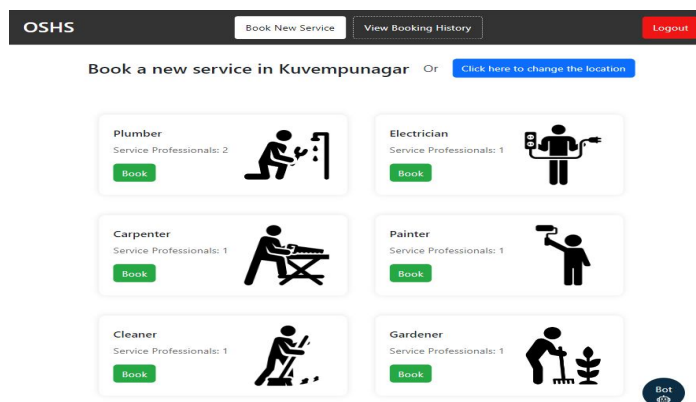 OSHS
Book New Service
View Booking History
Logout
Book a new service in Kuvempunagar Or Click here to change the location
Plumber
Service Professionals: 2
Book
Electrician
Service Professionals: 1
Book
Carpenter
Service Professionals: 1
Book
Painter
Service Professionals: 1
Book
Cleaner
Service Professionals: 1
Book
Gardener
Service Professionals: 1
Book
Bot